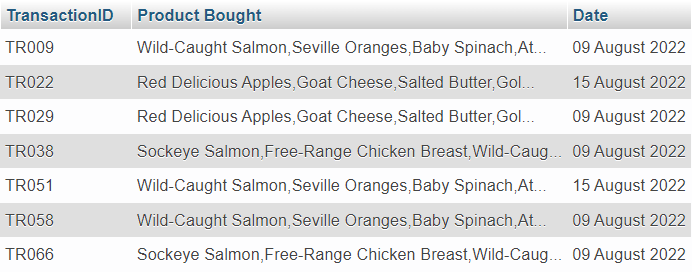 TransactionID Product Bought Date
TR009 Wild-Caught Salmon,Seville Oranges,Baby Spinach,At... 09 August 2022
TR022 Red Delicious Apples,Goat Cheese,Salted Butter,Gol... 15 August 2022
TR029 Red Delicious Apples,Goat Cheese,Salted Butter,Gol... 09 August 2022
TR038 Sockeye Salmon,Free-Range Chicken Breast,Wild-Caug... 09 August 2022
TR051 Wild-Caught Salmon,Seville Oranges,Baby Spinach,At... 15 August 2022
TR058 Wild-Caught Salmon,Seville Oranges,Baby Spinach,At... 09 August 2022
TR066 Sockeye Salmon,Free-Range Chicken Breast,Wild-Caug... 09 August 2022